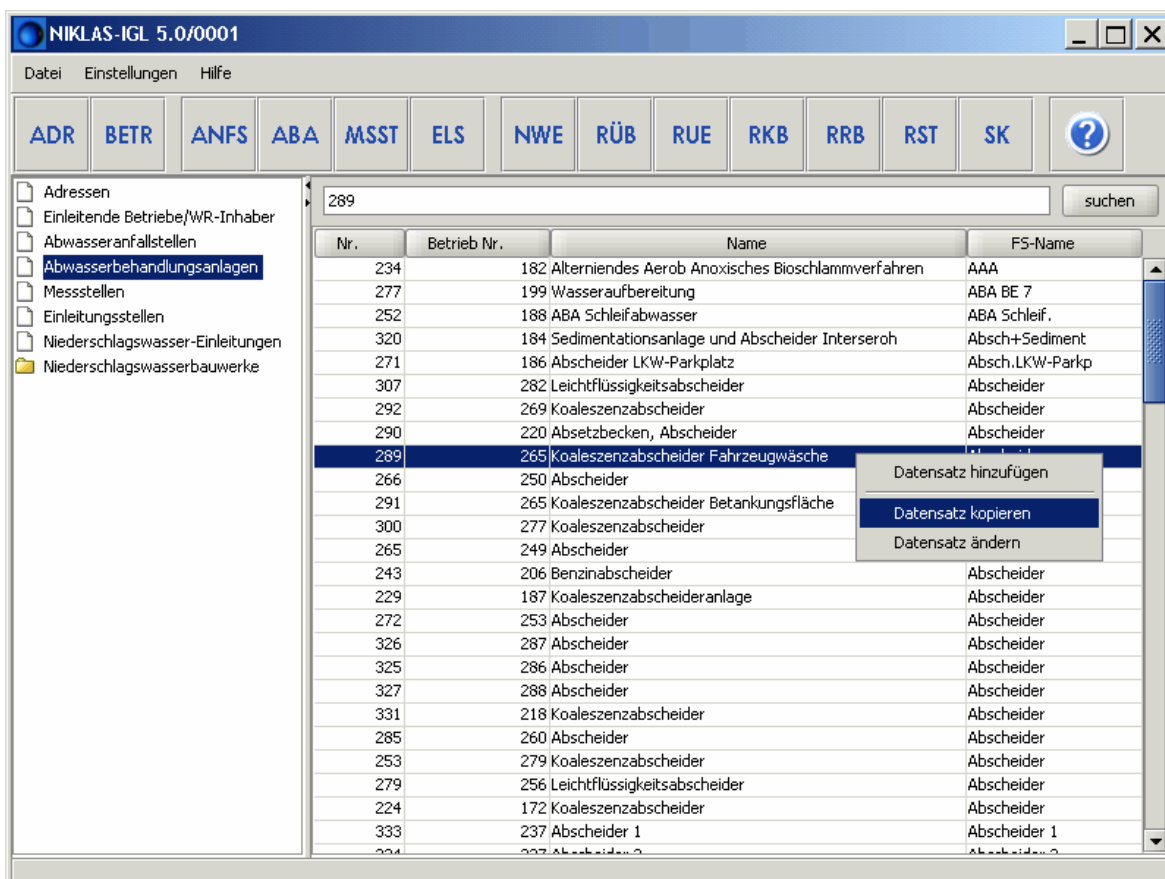 NIKLAS-IGL 5.0/0001
Datei Einstellungen Hilfe
ADR BETR ANFS ABA MSST ELS NWE RÜB RUE RKB RRB RST SK ?
Adressen
Einleitende Betriebe/WR-Inhaber
Abwasseranfallstellen
Abwasserbehandlungsanlagen
Messstellen
Einleitungsstellen
Niederschlagswasser-Einleitungen
Niederschlagswasserbauwerke
289 suchen
Nr. Betrieb Nr. Name FS-Name
234 182 Alterniendes Aerob Anoxisches Bioschlammverfahren AAA
277 199 Wasseraufbereitung ABA BE 7
252 188 ABA Schleifabwasser ABA Schleif.
320 184 Sedimentationsanlage und Abscheider Interseroh Absch+Sediment
271 186 Abscheider LKW-Parkplatz Absch.LKW-Parkp
307 282 Leichtflüssigkeitsabscheider Abscheider
292 269 Koaleszenzabscheider Abscheider
290 220 Absetzbecken, Abscheider Abscheider
289 265 Koaleszenzabscheider Fahrzeugwäsche
266 250 Abscheider
291 265 Koaleszenzabscheider Betankungsfläche
300 277 Koaleszenzabscheider
265 249 Abscheider
243 206 Benzinabscheider Abscheider
229 187 Koaleszenzabscheideranlage Abscheider
272 253 Abscheider Abscheider
326 287 Abscheider Abscheider
325 286 Abscheider Abscheider
327 288 Abscheider Abscheider
331 218 Koaleszenzabscheider Abscheider
285 260 Abscheider Abscheider
253 279 Koaleszenzabscheider Abscheider
279 256 Leichtflüssigkeitsabscheider Abscheider
224 172 Koaleszenzabscheider Abscheider
333 237 Abscheider 1 Abscheider 1
Datensatz hinzufügen
Datensatz kopieren
Datensatz ändern